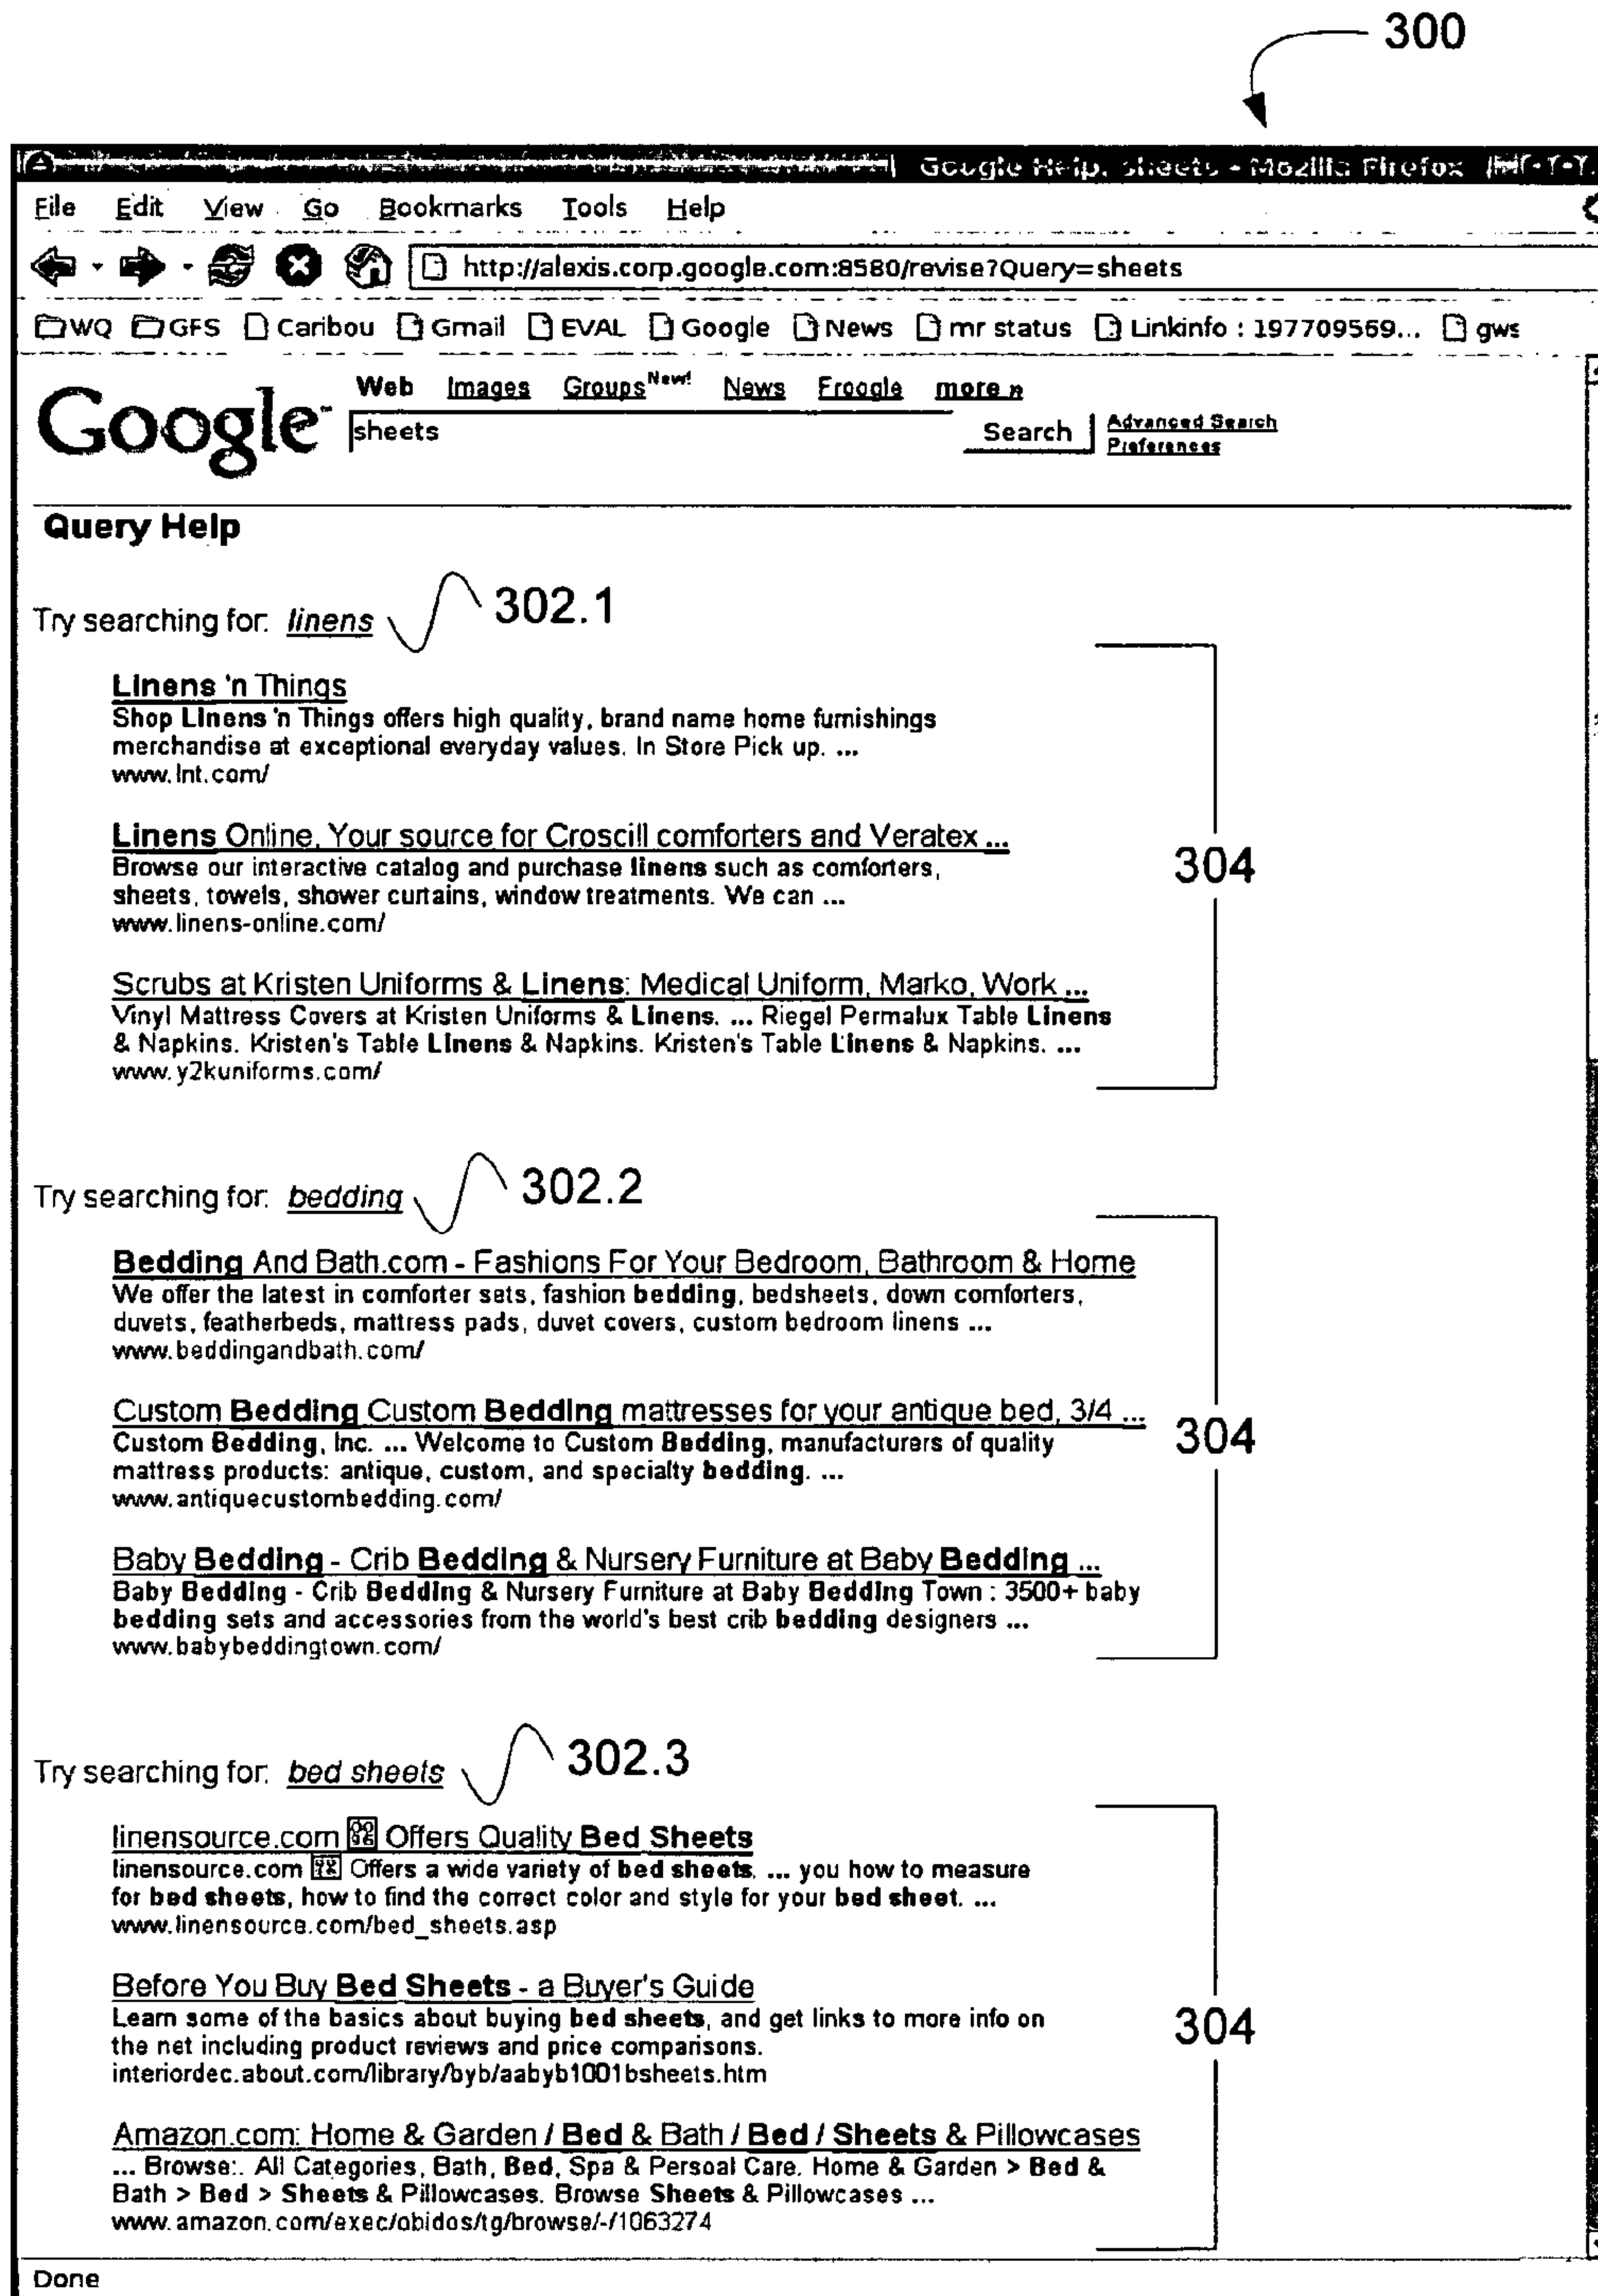 300
Google Help, sheets - Mozilla Firefox
File Edit View Go Bookmarks Tools Help
http://alexis.corp.google.com:8580/revise?Query=sheets
WQ GFS Caribou Gmail EVAL Google News mr status Linkinfo : 197709569... gws
Web Images Groups New! News Froogle more »
Google™ sheets Search Advanced Search
Preferences
Query Help
Try searching for: linens 302.1
Linens 'n Things
Shop Linens 'n Things offers high quality, brand name home furnishings
merchandise at exceptional everyday values. In Store Pick up. ...
www.lnt.com/
Linens Online, Your source for Croscill comforters and Veratex ...
Browse our interactive catalog and purchase linens such as comforters,
304
sheets, towels, shower curtains, window treatments. We can ...
www.linens-online.com/
Scrubs at Kristen Uniforms & Linens: Medical Uniform, Marko, Work ...
Vinyl Mattress Covers at Kristen Uniforms & Linens. ... Riegel Permalux Table Linens
& Napkins. Kristen's Table Linens & Napkins. Kristen's Table Linens & Napkins. ...
www.y2kuniforms.com/
Try searching for: bedding 302.2
Bedding And Bath.com - Fashions For Your Bedroom, Bathroom & Home
We offer the latest in comforter sets, fashion bedding, bedsheets, down comforters,
duvets, featherbeds, mattress pads, duvet covers, custom bedroom linens ...
www.beddingandbath.com/
Custom Bedding Custom Bedding mattresses for your antique bed, 3/4 ...
Custom Bedding, Inc. ... Welcome to Custom Bedding, manufacturers of quality
304
mattress products: antique, custom, and specialty bedding. ...
www.antiquecustombedding.com/
Baby Bedding - Crib Bedding & Nursery Furniture at Baby Bedding ...
Baby Bedding - Crib Bedding & Nursery Furniture at Baby Bedding Town : 3500+ baby
bedding sets and accessories from the world's best crib bedding designers ...
www.babybeddingtown.com/
Try searching for: bed sheets 302.3
linensource.com Offers Quality Bed Sheets
linensource.com Offers a wide variety of bed sheets. ... you how to measure
for bed sheets, how to find the correct color and style for your bed sheet. ...
www.linensource.com/bed_sheets.asp
Before You Buy Bed Sheets - a Buyer's Guide
Learn some of the basics about buying bed sheets, and get links to more info on
304
the net including product reviews and price comparisons.
interiordec.about.com/library/byb/aabyb1001bsheets.htm
Amazon.com: Home & Garden / Bed & Bath / Bed / Sheets & Pillowcases
... Browse:. All Categories, Bath, Bed, Spa & Persoal Care. Home & Garden > Bed &
Bath > Bed > Sheets & Pillowcases. Browse Sheets & Pillowcases ...
www.amazon.com/exec/obidos/tg/browse/-/1063274
Done